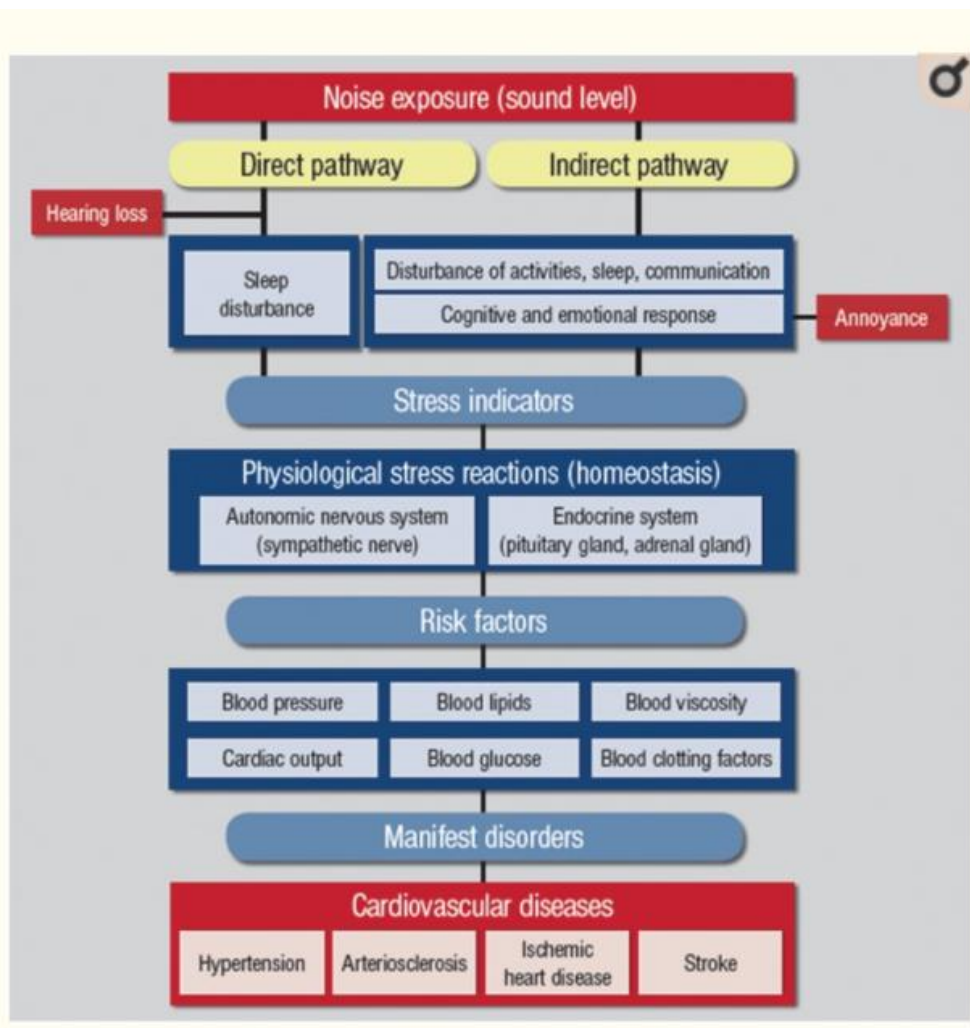 Noise exposure (sound level)
Direct pathway
Indirect pathway
Hearing loss
Sleep
disturbance
Disturbance of activities, sleep, communication
Cognitive and emotional response
Annoyance
Stress indicators
Physiological stress reactions (homeostasis)
Autonomic nervous system
(sympathetic nerve)
Endocrine system
(pituitary gland, adrenal gland)
Risk factors
Blood pressure
Blood lipids
Blood viscosity
Cardiac output
Blood glucose
Blood clotting factors
Manifest disorders
Cardiovascular diseases
Hypertension
Arteriosclerosis
Ischemic
heart disease
Stroke